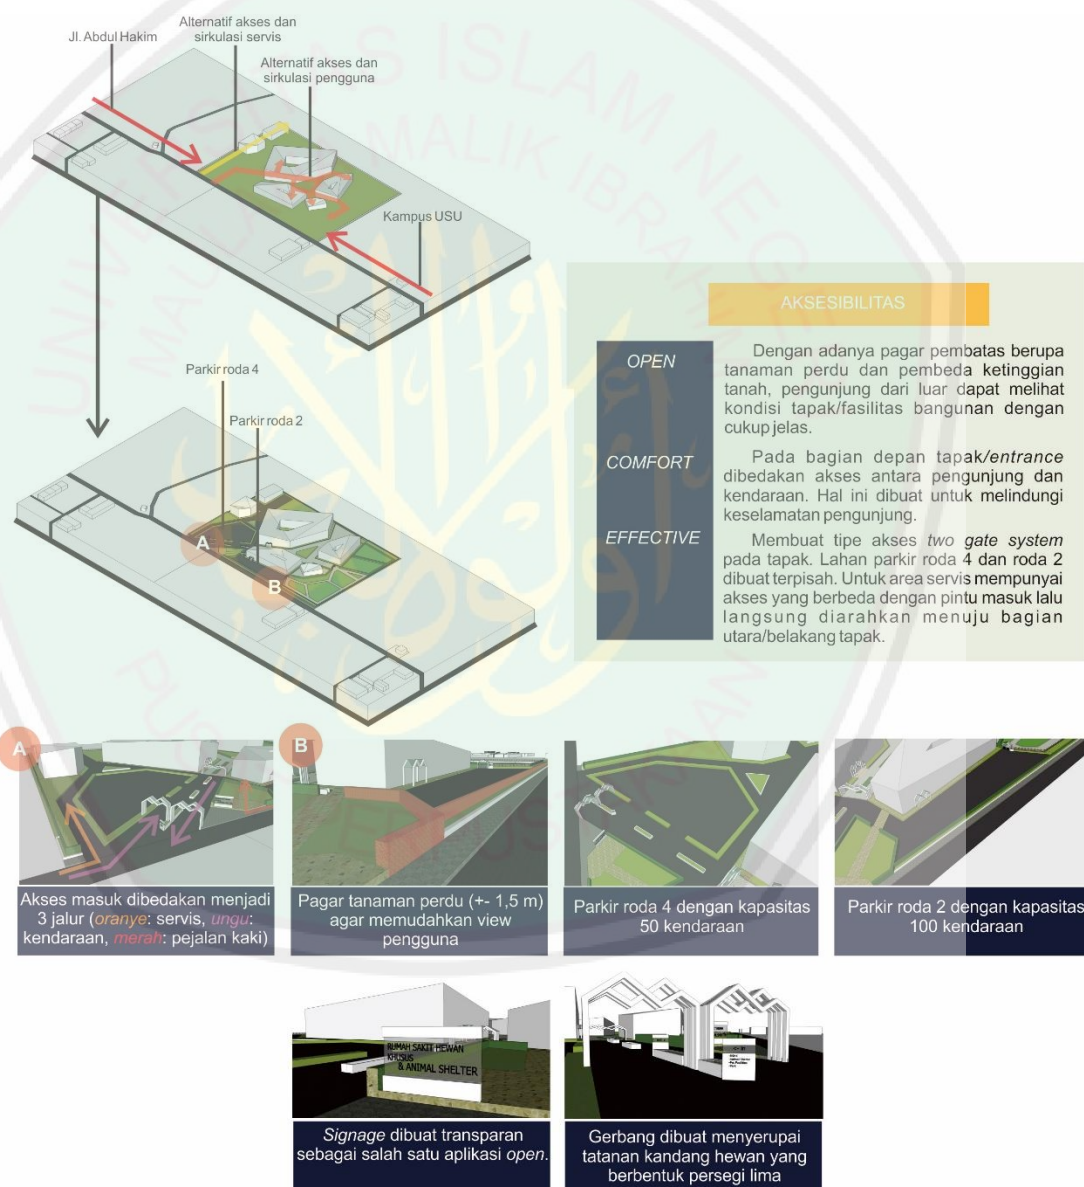 Alternatif akses dan
sirkulasi servis
Jl. Abdul Hakim
Alternatif akses dan
sirkulasi pengguna
Kampus USU
Parkir roda 4
Parkir roda 2
A
B
AKSESIBILITAS
OPEN
Dengan adanya pagar pembatas berupa
tanaman perdu dan pembeda ketinggian
tanah, pengunjung dari luar dapat melihat
kondisi tapak/fasilitas bangunan dengan
cukup jelas.
COMFORT
Pada bagian depan tapak/entrance
dibedakan akses antara pengunjung dan
kendaraan. Hal ini dibuat untuk melindungi
keselamatan pengunjung.
EFFECTIVE
Membuat tipe akses two gate system
pada tapak. Lahan parkir roda 4 dan roda 2
dibuat terpisah. Untuk area servis mempunyai
akses yang berbeda dengan pintu masuk lalu
langsung diarahkan menuju bagian
utara/belakang tapak.
A
Akses masuk dibedakan menjadi
3 jalur (oranye: servis, ungu:
kendaraan, merah: pejalan kaki)
B
Pagar tanaman perdu (+- 1,5 m)
agar memudahkan view
pengguna
Parkir roda 4 dengan kapasitas
50 kendaraan
Parkir roda 2 dengan kapasitas
100 kendaraan
RUMAH SAKIT HEWAN
KHUSUS
& ANIMAL SHELTER
Signage dibuat transparan
sebagai salah satu aplikasi open.
Gerbang dibuat menyerupai
tatanan kandang hewan yang
berbentuk persegi lima